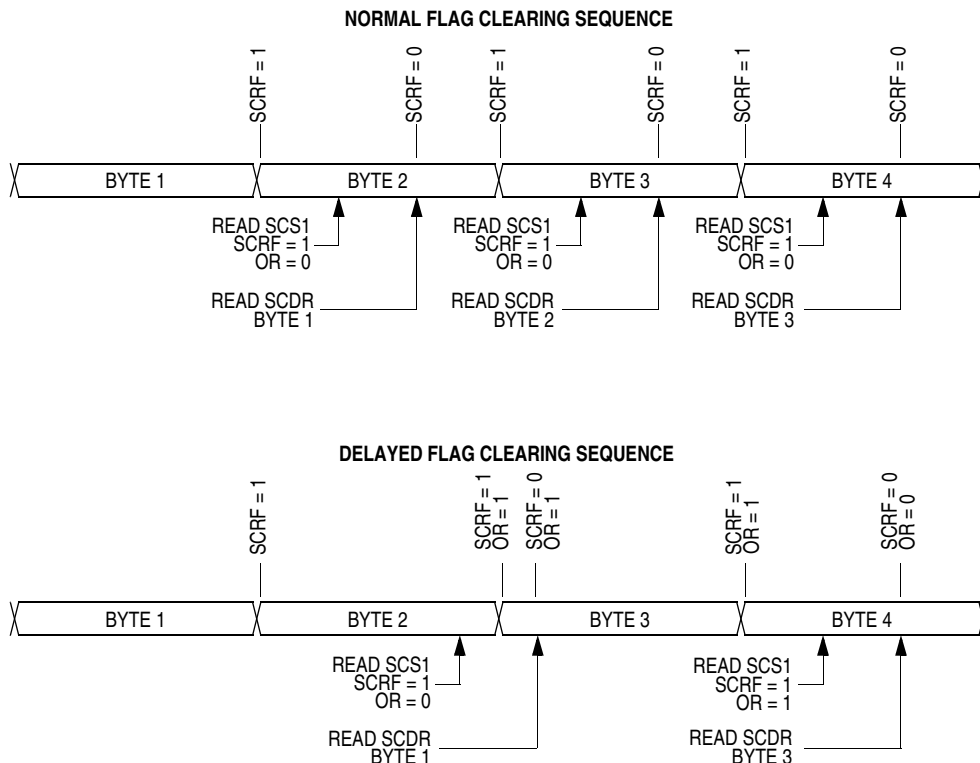 NORMAL FLAG CLEARING SEQUENCE
SCRF = 1
SCRF = 0
SCRF = 1
SCRF = 0
SCRF = 1
SCRF = 0
BYTE 1
BYTE 2
BYTE 3
BYTE 4
READ SCS1
SCRF = 1
OR = 0
READ SCS1
SCRF = 1
OR = 0
READ SCS1
SCRF = 1
OR = 0
READ SCDR
BYTE 1
READ SCDR
BYTE 2
READ SCDR
BYTE 3
DELAYED FLAG CLEARING SEQUENCE
SCRF = 1
SCRF = 1
OR = 1
SCRF = 0
OR = 1
SCRF = 1
OR = 1
SCRF = 0
OR = 0
BYTE 1
BYTE 2
BYTE 3
BYTE 4
READ SCS1
SCRF = 1
OR = 0
READ SCS1
SCRF = 1
OR = 1
READ SCDR
BYTE 1
READ SCDR
BYTE 3